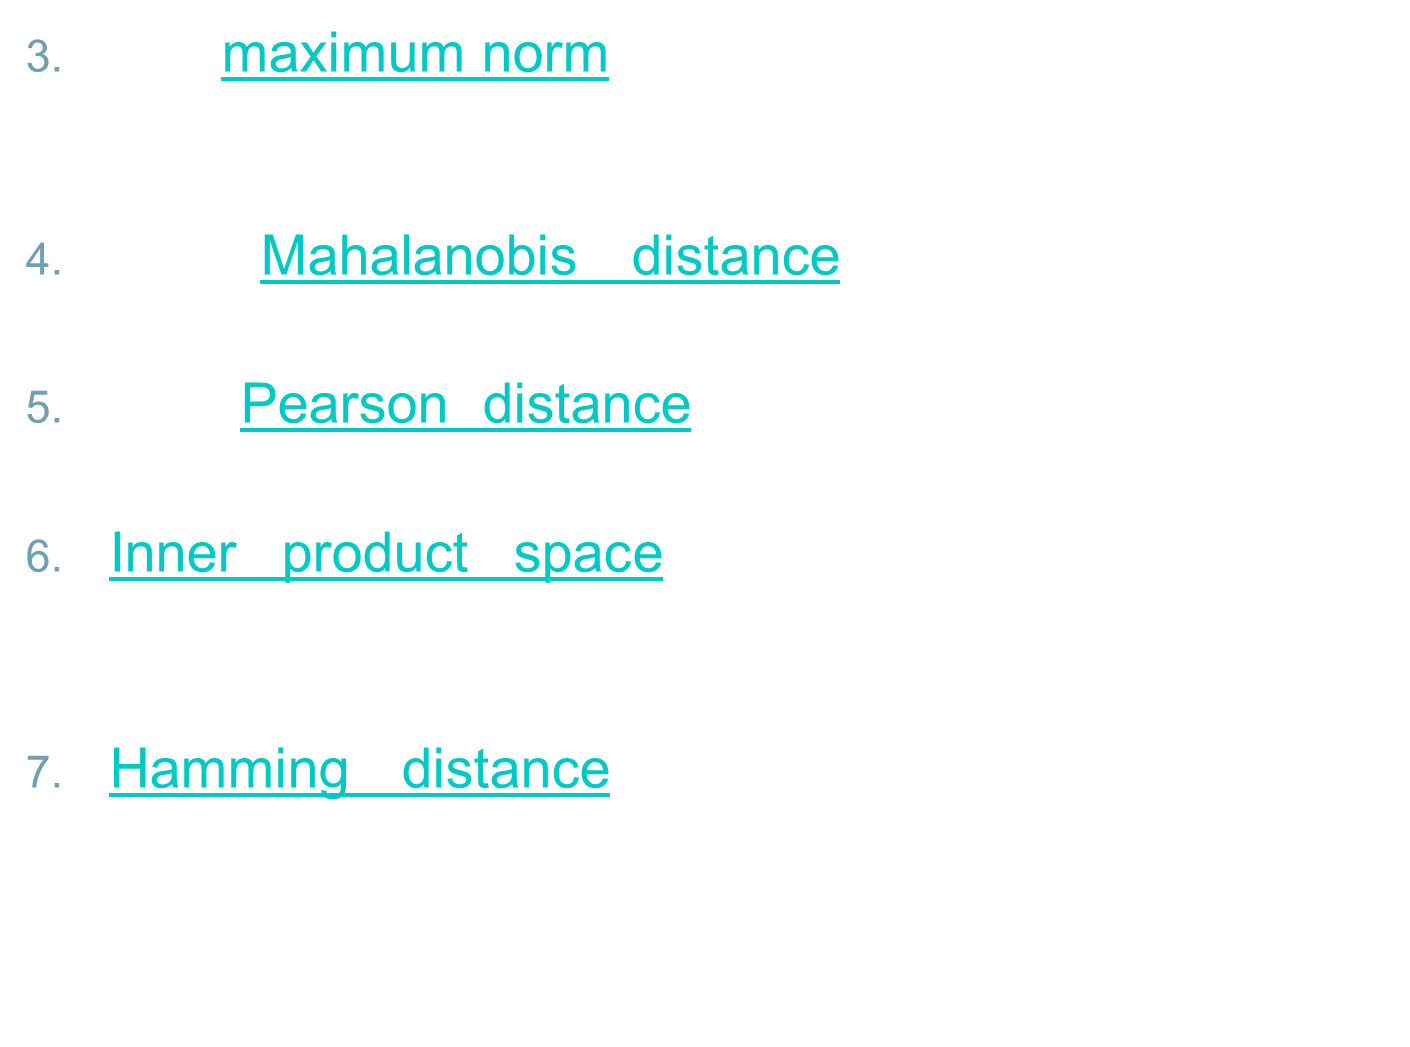 3. maximum norm
4. Mahalanobis distance
5. Pearson distance
6. Inner product space
7. Hamming distance